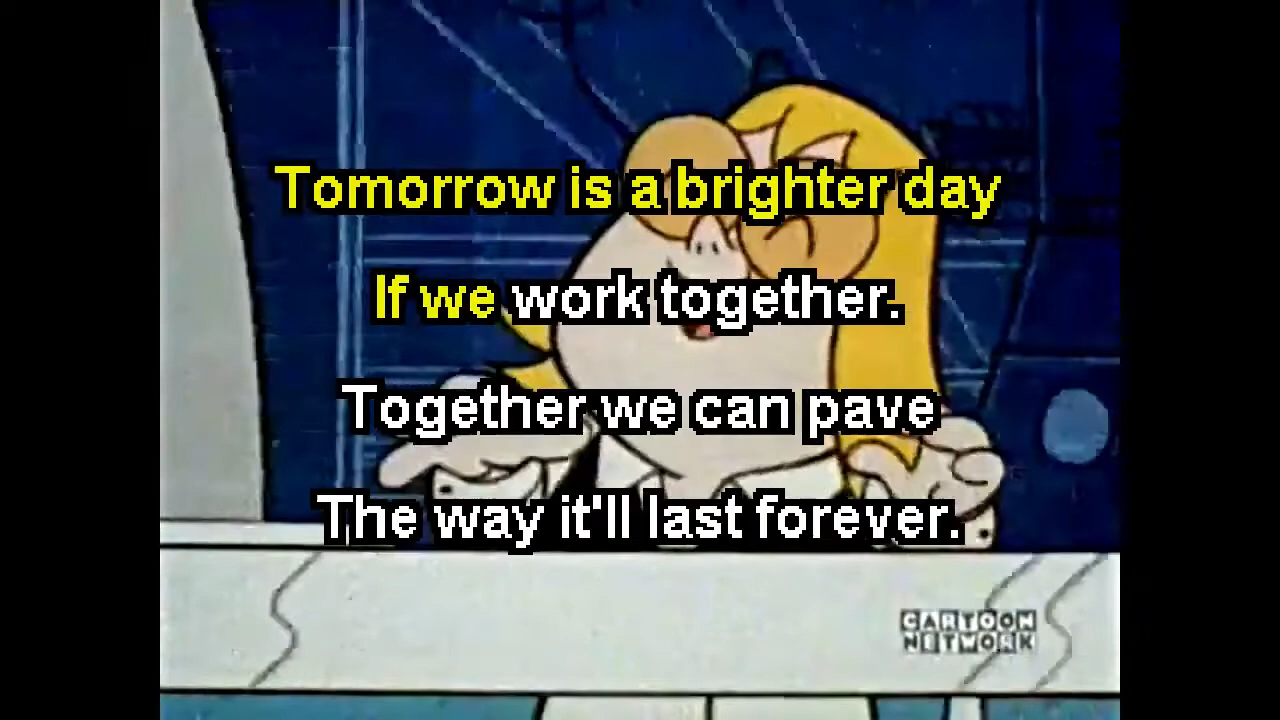 Tomorrow is a brighter day
If we work together.
Together we can pave
The way it'll last forever.
CARTOON
NETWORK